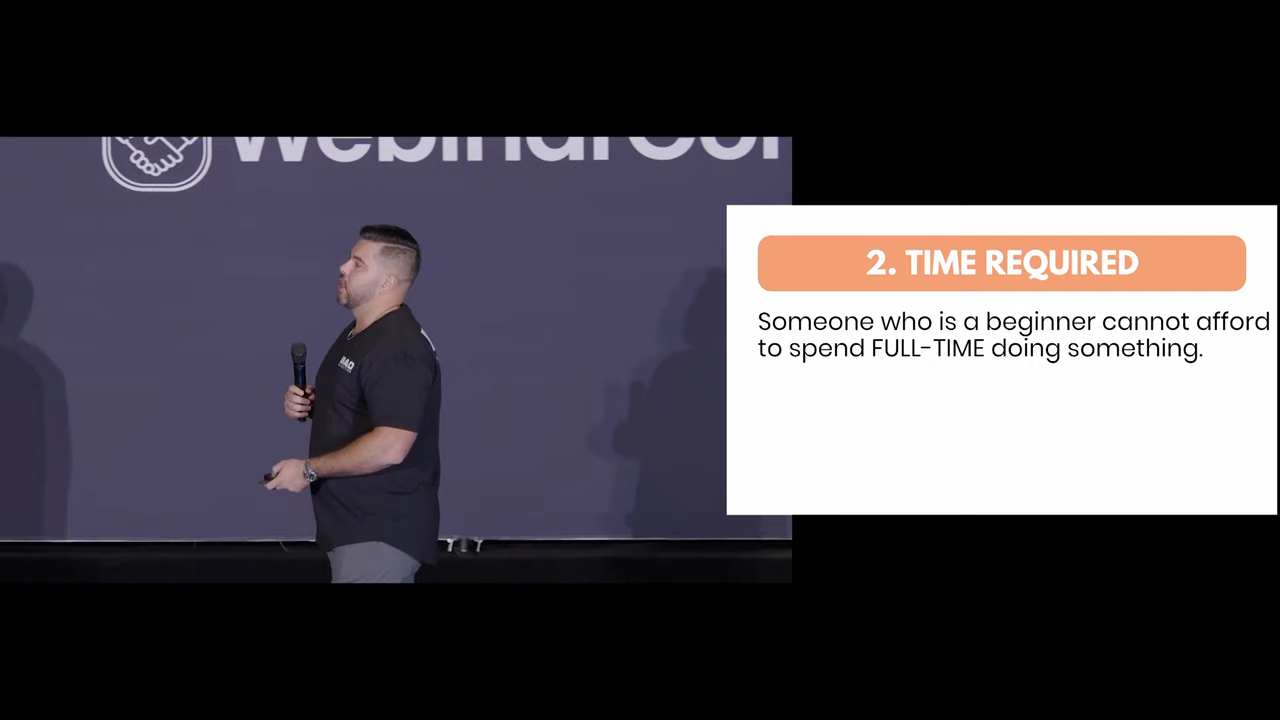 2. TIME REQUIRED
Someone who is a beginner cannot afford
to spend FULL-TIME doing something.